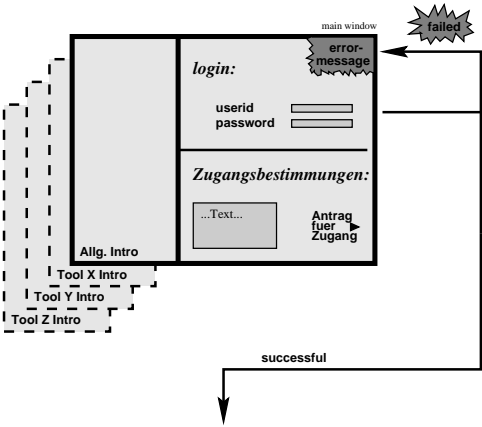 main window
failed
error-
message
login:
userid
password
Zugangsbestimmungen:
...Text...
Antrag
fuer
Zugang
Allg. Intro
Tool X Intro
Tool Y Intro
Tool Z Intro
successful